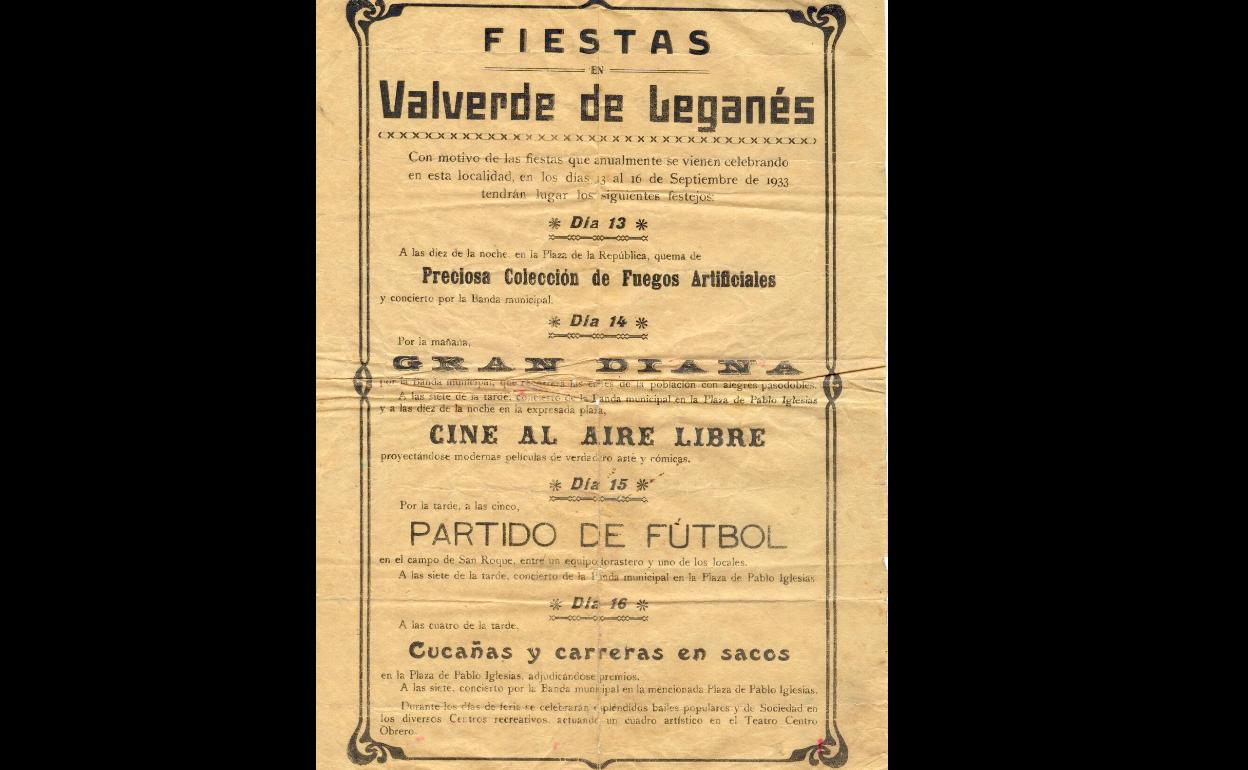 FIESTAS
EN
Valverde de Leganés
Con motivo de las fiestas que anualmente se vienen celebrando
en esta localidad, en los días 13 al 16 de Septiembre de 1933
tendrán lugar los siguientes festejos:
Día 13
A las diez de la noche, en la Plaza de la República, quema de
Preciosa Colección de Fuegos Artificiales
y concierto por la Banda municipal.
Día 14
Por la mañana,
GRAN DIANA
por la Banda municipal, que recorrerá las calles de la población con alegres pasodobles.
A las siete de la tarde, concierto de la Banda municipal en la Plaza de Pablo Iglesias
y a las diez de la noche en la expresada plaza,
CINE AL AIRE LIBRE
proyectándose modernas películas de verdadero arte y cómicas.
Día 15
Por la tarde, a las cinco,
PARTIDO DE FÚTBOL
en el campo de San Roque, entre un equipo forastero y uno de los locales.
A las siete de la tarde, concierto de la Banda municipal en la Plaza de Pablo Iglesias
Día 16
A las cuatro de la tarde,
Cucañas y carreras en sacos
en la Plaza de Pablo Iglesias, adjudicándose premios.
A las siete, concierto por la Banda municipal en la mencionada Plaza de Pablo Iglesias.
Durante los días de feria se celebrarán espléndidos bailes populares y de Sociedad en
los diversos Centros recreativos, actuando un cuadro artístico en el Teatro Centro
Obrero.